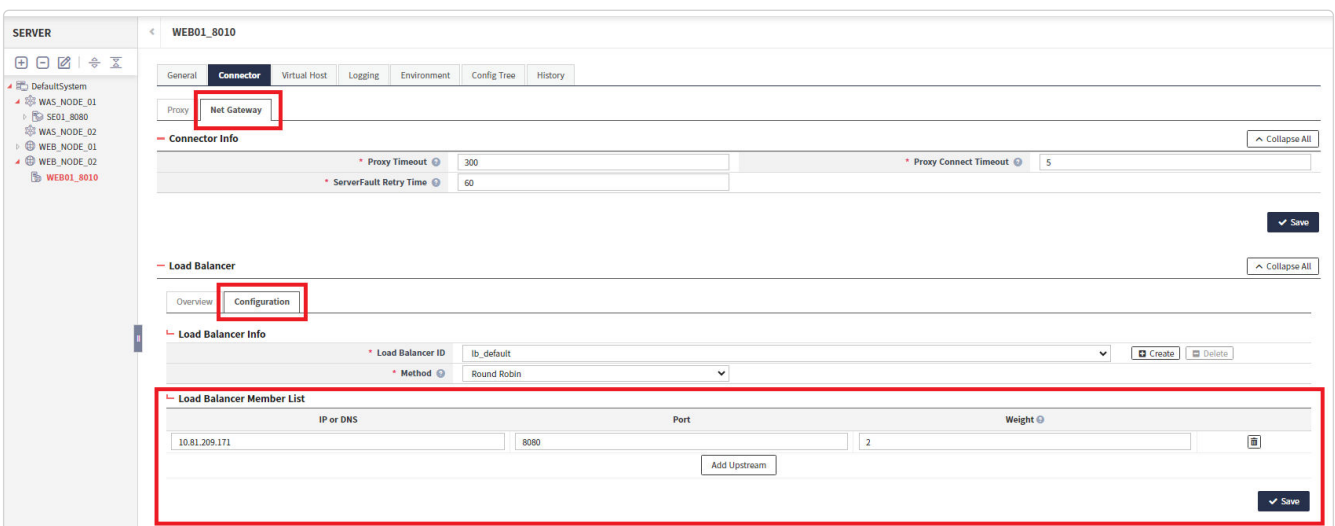 SERVER
WEB01_8010
DefaultSystem
WAS_NODE_01
SE01_8080
WAS_NODE_02
WEB_NODE_01
WEB_NODE_02
WEB01_8010
General Connector Virtual Host Logging Environment Config Tree History
Proxy Net Gateway
Connector Info Collapse All
* Proxy Timeout 300 * Proxy Connect Timeout 5
* ServerFault Retry Time 60
Save
Load Balancer Collapse All
Overview Configuration
Load Balancer Info
* Load Balancer ID lb_default Create Delete
* Method Round Robin
Load Balancer Member List
IP or DNS Port Weight
10.81.209.171 8080 2
Add Upstream
Save